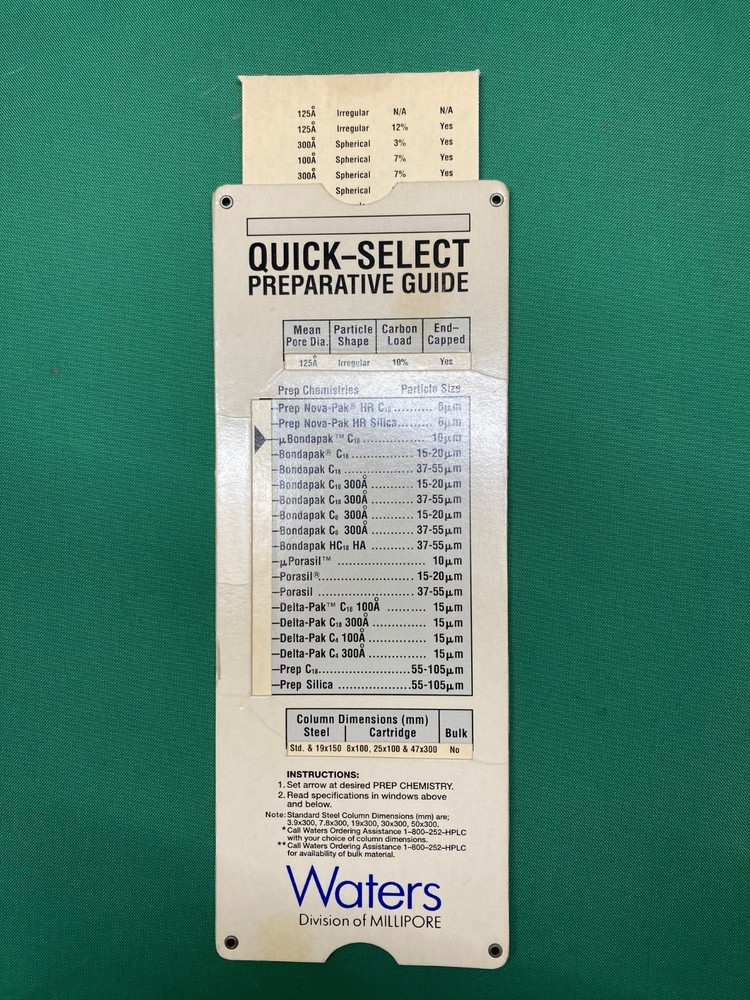 125Å Irregular N/A N/A
125Å Irregular 12% Yes
300Å Spherical 3% Yes
100Å Spherical 7% Yes
300Å Spherical 7% Yes
Spherical
QUICK–SELECT
PREPARATIVE GUIDE
Mean Pore Dia. Particle Shape Carbon Load End–Capped
125Å Irregular 10% Yes
Prep Chemistries Particle Size
Prep Nova-Pak® HR C₁₈ .......... 6μm
Prep Nova-Pak HR Silica......... 6μm
μBondapak™ C₁₈ ................ 10μm
Bondapak® C₁₈ ............... 15-20μm
Bondapak C₁₈ ................. 37-55μm
Bondapak C₁₈ 300Å ........... 15-20μm
Bondapak C₁₈ 300Å ........... 37-55μm
Bondapak C₈ 300Å ........... 15-20μm
Bondapak C₈ 300Å ........... 37-55μm
Bondapak HC₁₈ HA ........... 37-55μm
μPorasil™ ...................... 10μm
Porasil®........................ 15-20μm
Porasil ......................... 37-55μm
Delta-Pak™ C₁₈ 100Å .......... 15μm
Delta-Pak C₁₈ 300Å ............. 15μm
Delta-Pak C₄ 100Å .............. 15μm
Delta-Pak C₄ 300Å .............. 15μm
Prep C₁₈......................55-105μm
Prep Silica ..................55-105μm
Column Dimensions (mm)
Steel Cartridge Bulk
Std. & 19x150 8x100, 25x100 & 47x300 No
INSTRUCTIONS:
1. Set arrow at desired PREP CHEMISTRY.
2. Read specifications in windows above
and below.
Note: Standard Steel Column Dimensions (mm) are;
3.9x300, 7.8x300, 19x300, 30x300, 50x300.
* Call Waters Ordering Assistance 1–800–252–HPLC
with your choice of column dimensions.
** Call Waters Ordering Assistance 1–800–252–HPLC
for availability of bulk material.
Waters
Division of MILLIPORE